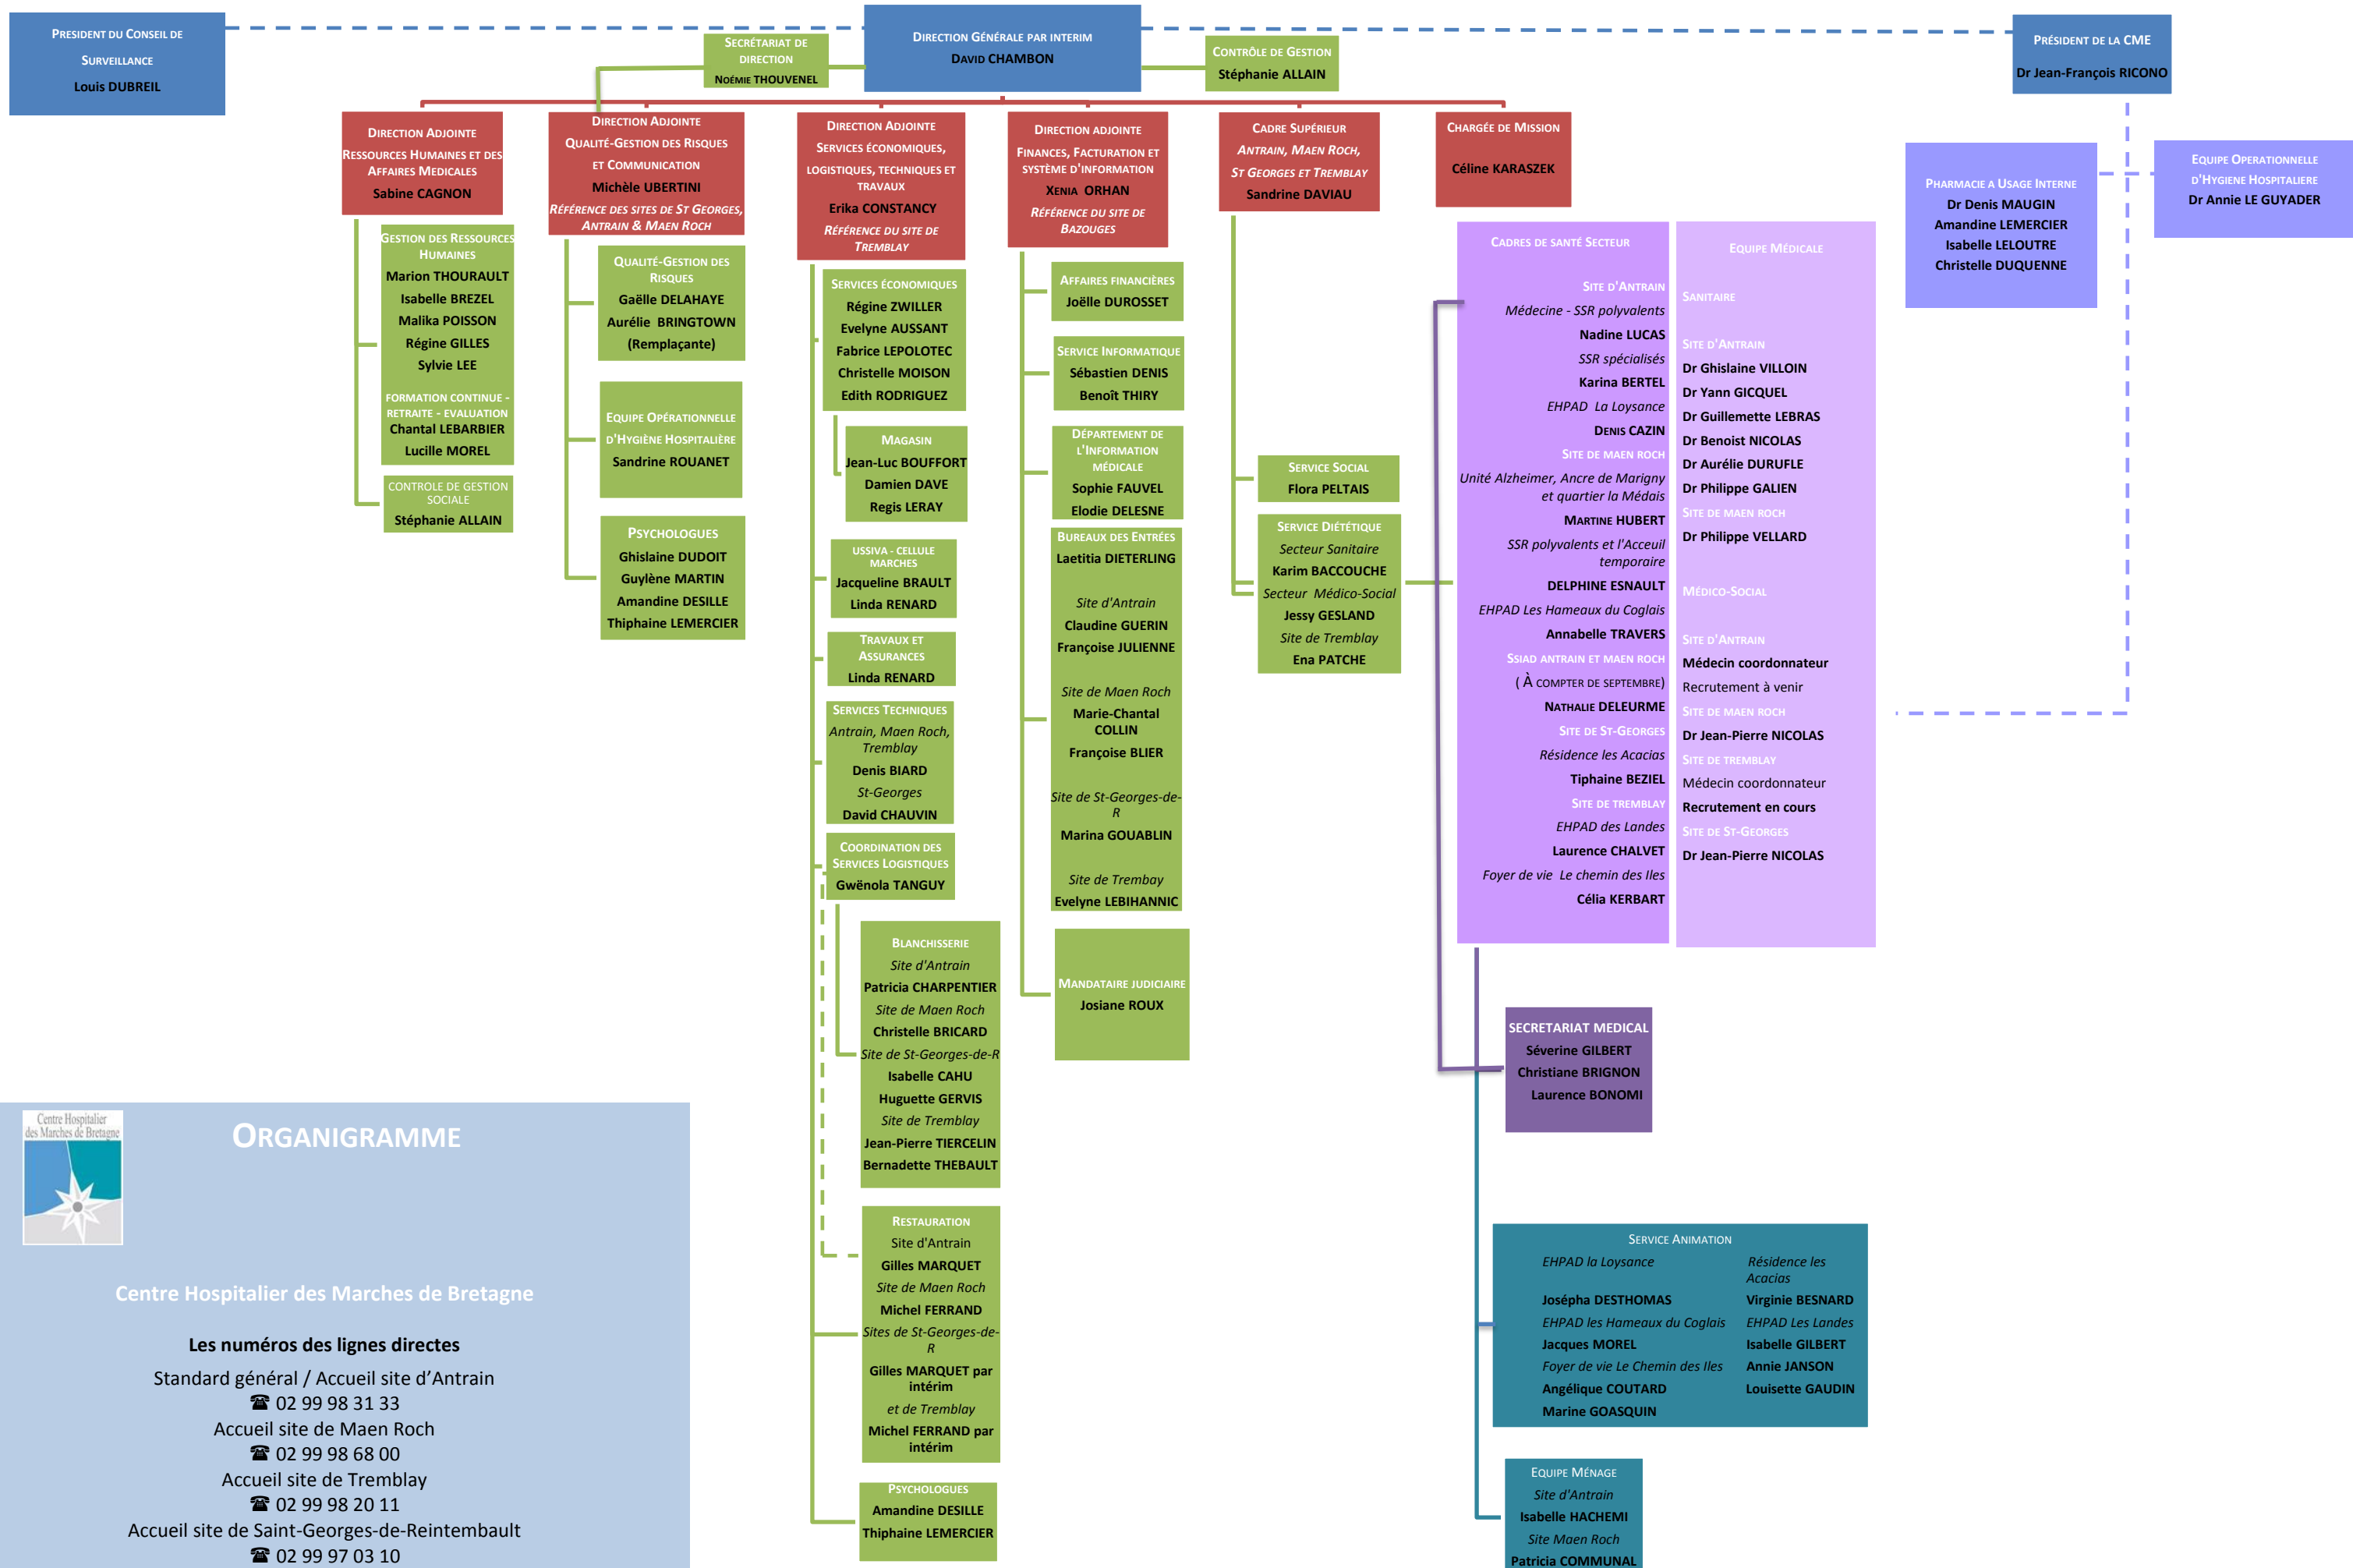 PRESIDENT DU CONSEIL DE
SURVEILLANCE
Louis DUBREIL
SECRÉTARIAT DE
DIRECTION
NOÉMIE THOUVENEL
DIRECTION GÉNÉRALE PAR INTERIM
DAVID CHAMBON
CONTRÔLE DE GESTION
Stéphanie ALLAIN
PRÉSIDENT DE LA CME
Dr Jean-François RICONO
DIRECTION ADJOINTE
RESSOURCES HUMAINES ET DES
AFFAIRES MEDICALES
Sabine CAGNON
GESTION DES RESSOURCES
HUMAINES
Marion THOURAULT
Isabelle BREZEL
Malika POISSON
Régine GILLES
Sylvie LEE
FORMATION CONTINUE -
RETRAITE - EVALUATION
Chantal LEBARBIER
Lucille MOREL
CONTROLE DE GESTION
SOCIALE
Stéphanie ALLAIN
DIRECTION ADJOINTE
QUALITÉ-GESTION DES RISQUES
ET COMMUNICATION
Michèle UBERTINI
RÉFÉRENCE DES SITES DE ST GEORGES,
ANTRAIN & MAEN ROCH
QUALITÉ-GESTION DES
RISQUES
Gaëlle DELAHAYE
Aurélie BRINGTOWN
(Remplaçante)
EQUIPE OPÉRATIONNELLE
D'HYGIÈNE HOSPITALIÈRE
Sandrine ROUANET
PSYCHOLOGUES
Ghislaine DUDOIT
Guylène MARTIN
Amandine DESILLE
Thiphaine LEMERCIER
DIRECTION ADJOINTE
SERVICES ÉCONOMIQUES,
LOGISTIQUES, TECHNIQUES ET
TRAVAUX
Erika CONSTANCY
RÉFÉRENCE DU SITE DE
TREMBLAY
SERVICES ÉCONOMIQUES
Régine ZWILLER
Evelyne AUSSANT
Fabrice LEPOLOTEC
Christelle MOISON
Edith RODRIGUEZ
MAGASIN
Jean-Luc BOUFFORT
Damien DAVE
Regis LERAY
USSIVA - CELLULE
MARCHES
Jacqueline BRAULT
Linda RENARD
TRAVAUX ET
ASSURANCES
Linda RENARD
SERVICES TECHNIQUES
Antrain, Maen Roch,
Tremblay
Denis BIARD
St-Georges
David CHAUVIN
COORDINATION DES
SERVICES LOGISTIQUES
Gwënola TANGUY
BLANCHISSERIE
Site d'Antrain
Patricia CHARPENTIER
Site de Maen Roch
Christelle BRICARD
Site de St-Georges-de-R
Isabelle CAHU
Huguette GERVIS
Site de Tremblay
Jean-Pierre TIERCELIN
Bernadette THEBAULT
RESTAURATION
Site d'Antrain
Gilles MARQUET
Site de Maen Roch
Michel FERRAND
Sites de St-Georges-de-
R
Gilles MARQUET par
intérim
et de Tremblay
Michel FERRAND par
intérim
PSYCHOLOGUES
Amandine DESILLE
Thiphaine LEMERCIER
DIRECTION ADJOINTE
FINANCES, FACTURATION ET
SYSTÈME D'INFORMATION
XENIA ORHAN
RÉFÉRENCE DU SITE DE
BAZOUGES
AFFAIRES FINANCIÈRES
Joëlle DUROSSET
SERVICE INFORMATIQUE
Sébastien DENIS
Benoît THIRY
DÉPARTEMENT DE
L'INFORMATION
MÉDICALE
Sophie FAUVEL
Elodie DELESNE
BUREAUX DES ENTRÉES
Laetitia DIETERLING
Site d'Antrain
Claudine GUERIN
Françoise JULIENNE
Site de Maen Roch
Marie-Chantal
COLLIN
Françoise BLIER
Site de St-Georges-de-
R
Marina GOUABLIN
Site de Trembay
Evelyne LEBIHANNIC
MANDATAIRE JUDICIAIRE
Josiane ROUX
CADRE SUPÉRIEUR
ANTRAIN, MAEN ROCH,
ST GEORGES ET TREMBLAY
Sandrine DAVIAU
SERVICE SOCIAL
Flora PELTAIS
SERVICE DIÉTÉTIQUE
Secteur Sanitaire
Karim BACCOUCHE
Secteur Médico-Social
Jessy GESLAND
Site de Tremblay
Ena PATCHE
CHARGÉE DE MISSION
Céline KARASZEK
CADRES DE SANTÉ SECTEUR
SITE D'ANTRAIN
Médecine - SSR polyvalents
Nadine LUCAS
SSR spécialisés
Karina BERTEL
EHPAD La Loysance
DENIS CAZIN
SITE DE MAEN ROCH
Unité Alzheimer, Ancre de Marigny
et quartier la Médais
MARTINE HUBERT
SSR polyvalents et l'Acceuil
temporaire
DELPHINE ESNAULT
EHPAD Les Hameaux du Coglais
Annabelle TRAVERS
SSIAD ANTRAIN ET MAEN ROCH
( À COMPTER DE SEPTEMBRE)
NATHALIE DELEURME
SITE DE ST-GEORGES
Résidence les Acacias
Tiphaine BEZIEL
SITE DE TREMBLAY
EHPAD des Landes
Laurence CHALVET
Foyer de vie Le chemin des Iles
Célia KERBART
EQUIPE MÉDICALE
SANITAIRE
SITE D'ANTRAIN
Dr Ghislaine VILLOIN
Dr Yann GICQUEL
Dr Guillemette LEBRAS
Dr Benoist NICOLAS
Dr Aurélie DURUFLE
Dr Philippe GALIEN
SITE DE MAEN ROCH
Dr Philippe VELLARD
MÉDICO-SOCIAL
SITE D'ANTRAIN
Médecin coordonnateur
Recrutement à venir
SITE DE MAEN ROCH
Dr Jean-Pierre NICOLAS
SITE DE TREMBLAY
Médecin coordonnateur
Recrutement en cours
SITE DE ST-GEORGES
Dr Jean-Pierre NICOLAS
PHARMACIE A USAGE INTERNE
Dr Denis MAUGIN
Amandine LEMERCIER
Isabelle LELOUTRE
Christelle DUQUENNE
EQUIPE OPERATIONNELLE
D'HYGIENE HOSPITALIERE
Dr Annie LE GUYADER
SECRETARIAT MEDICAL
Séverine GILBERT
Christiane BRIGNON
Laurence BONOMI
SERVICE ANIMATION
EHPAD la Loysance
Joséphа DESTHOMAS
EHPAD les Hameaux du Coglais
Jacques MOREL
Foyer de vie Le Chemin des Iles
Angélique COUTARD
Marine GOASQUIN
Résidence les
Acacias
Virginie BESNARD
EHPAD Les Landes
Isabelle GILBERT
Annie JANSON
Louisette GAUDIN
EQUIPE MÉNAGE
Site d'Antrain
Isabelle HACHEMI
Site Maen Roch
Patricia COMMUNAL
Centre Hospitalier
des Marches de Bretagne
ORGANIGRAMME
Centre Hospitalier des Marches de Bretagne
Les numéros des lignes directes
Standard général / Accueil site d'Antrain
☎ 02 99 98 31 33
Accueil site de Maen Roch
☎ 02 99 98 68 00
Accueil site de Tremblay
☎ 02 99 98 20 11
Accueil site de Saint-Georges-de-Reintembault
☎ 02 99 97 03 10